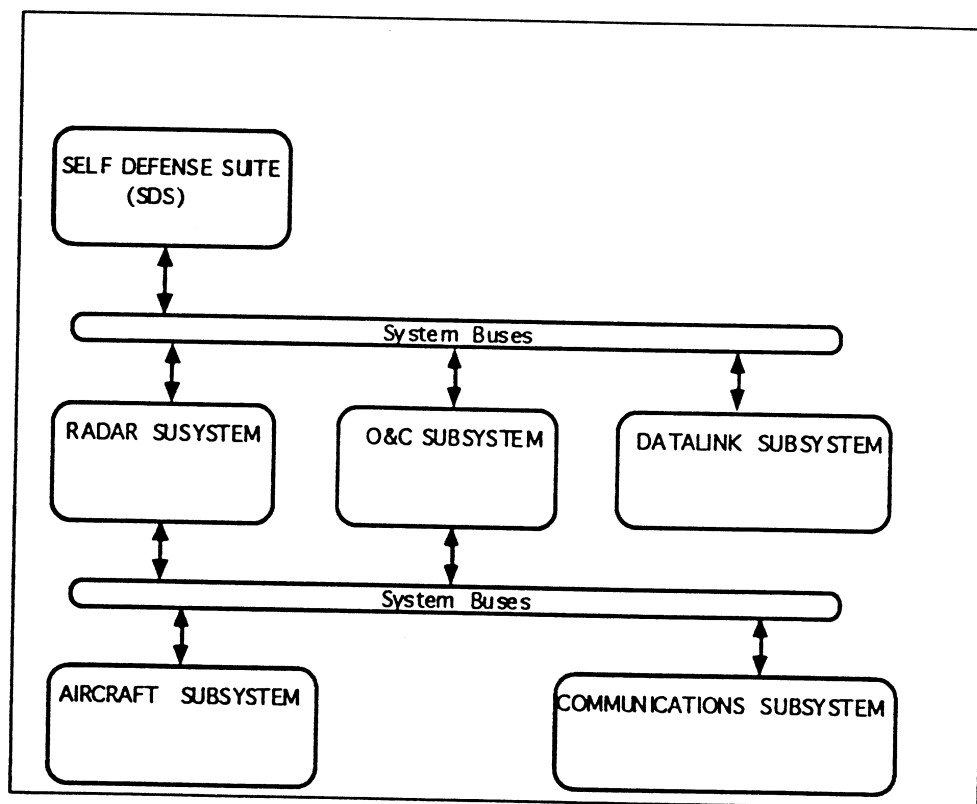 SELF DEFENSE SUITE
(SDS)
System Buses
RADAR SUSYSTEM
O&C SUBSYSTEM
DATALINK SUBSYSTEM
System Buses
AIRCRAFT SUBSYSTEM
COMMUNICATIONS SUBSYSTEM